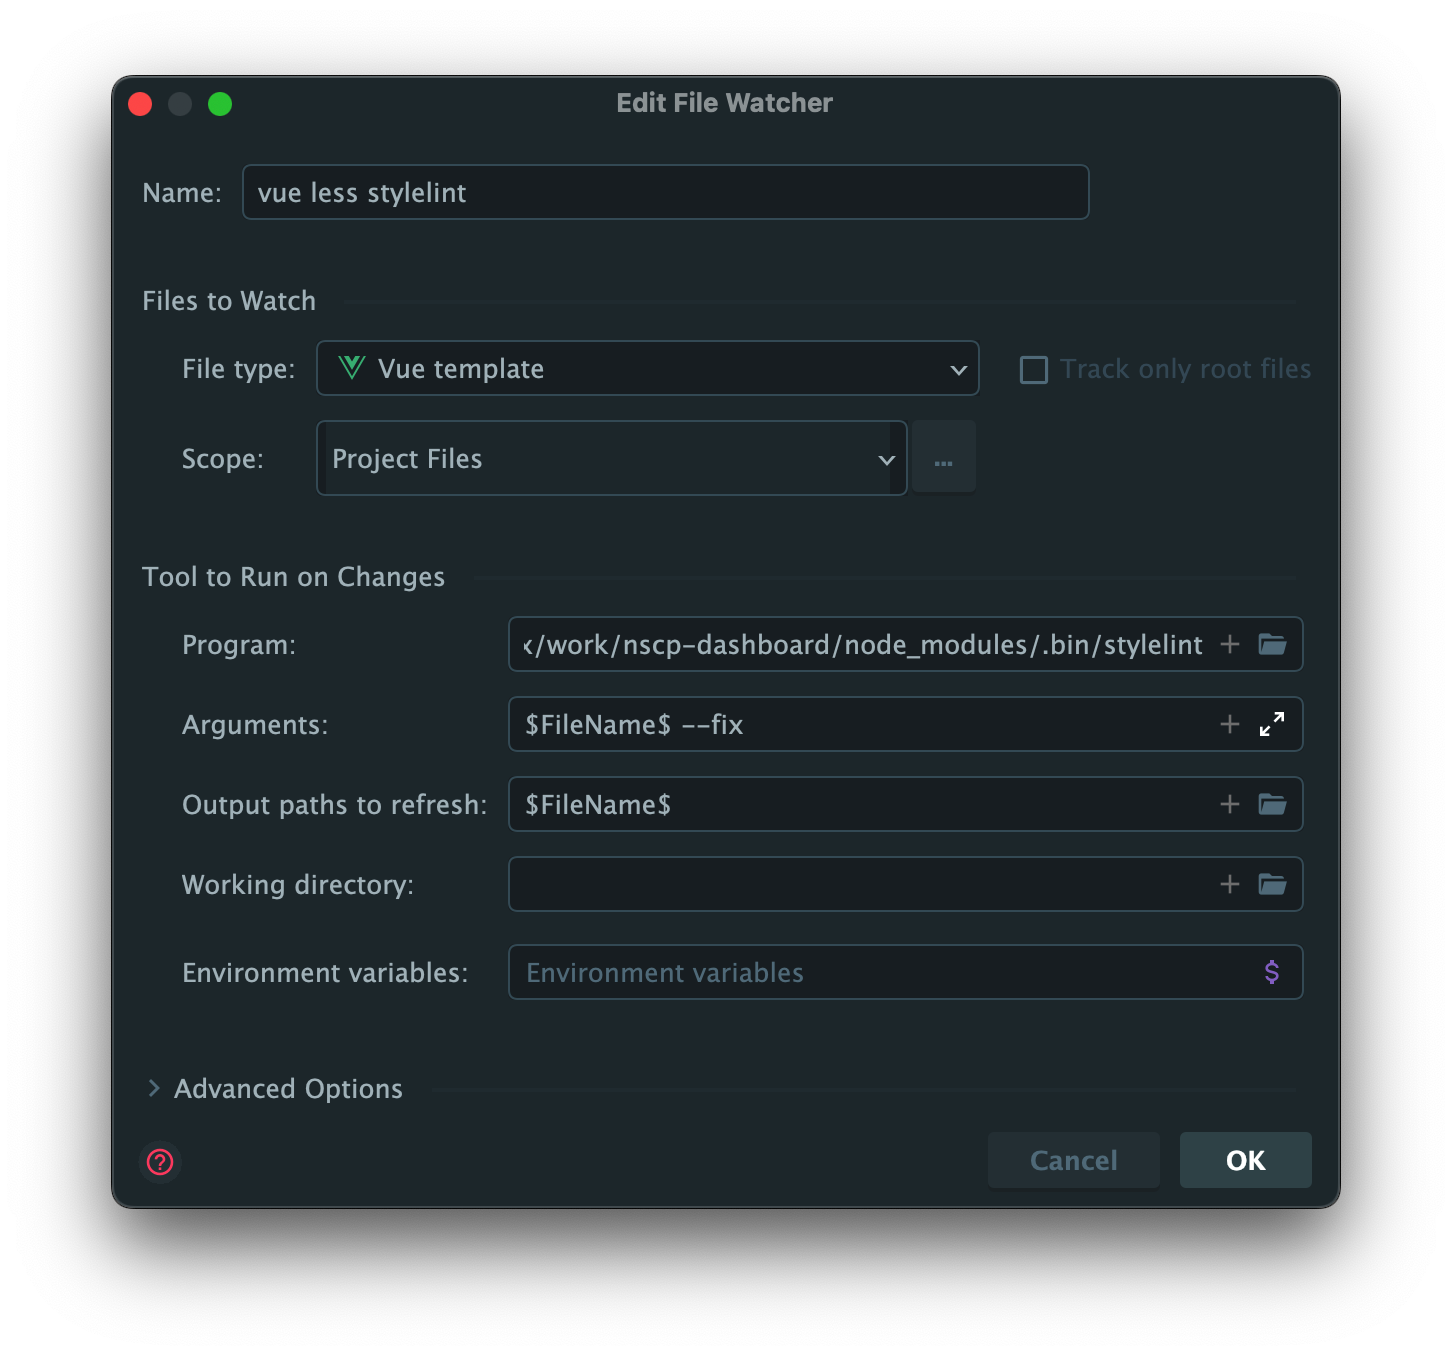 Edit File Watcher
Name: vue less stylelint
Files to Watch
File type: Vue template Track only root files
Scope: Project Files ...
Tool to Run on Changes
Program: /work/nscp-dashboard/node_modules/.bin/stylelint
Arguments: $FileName$ --fix
Output paths to refresh: $FileName$
Working directory:
Environment variables: Environment variables $
Advanced Options
? Cancel OK